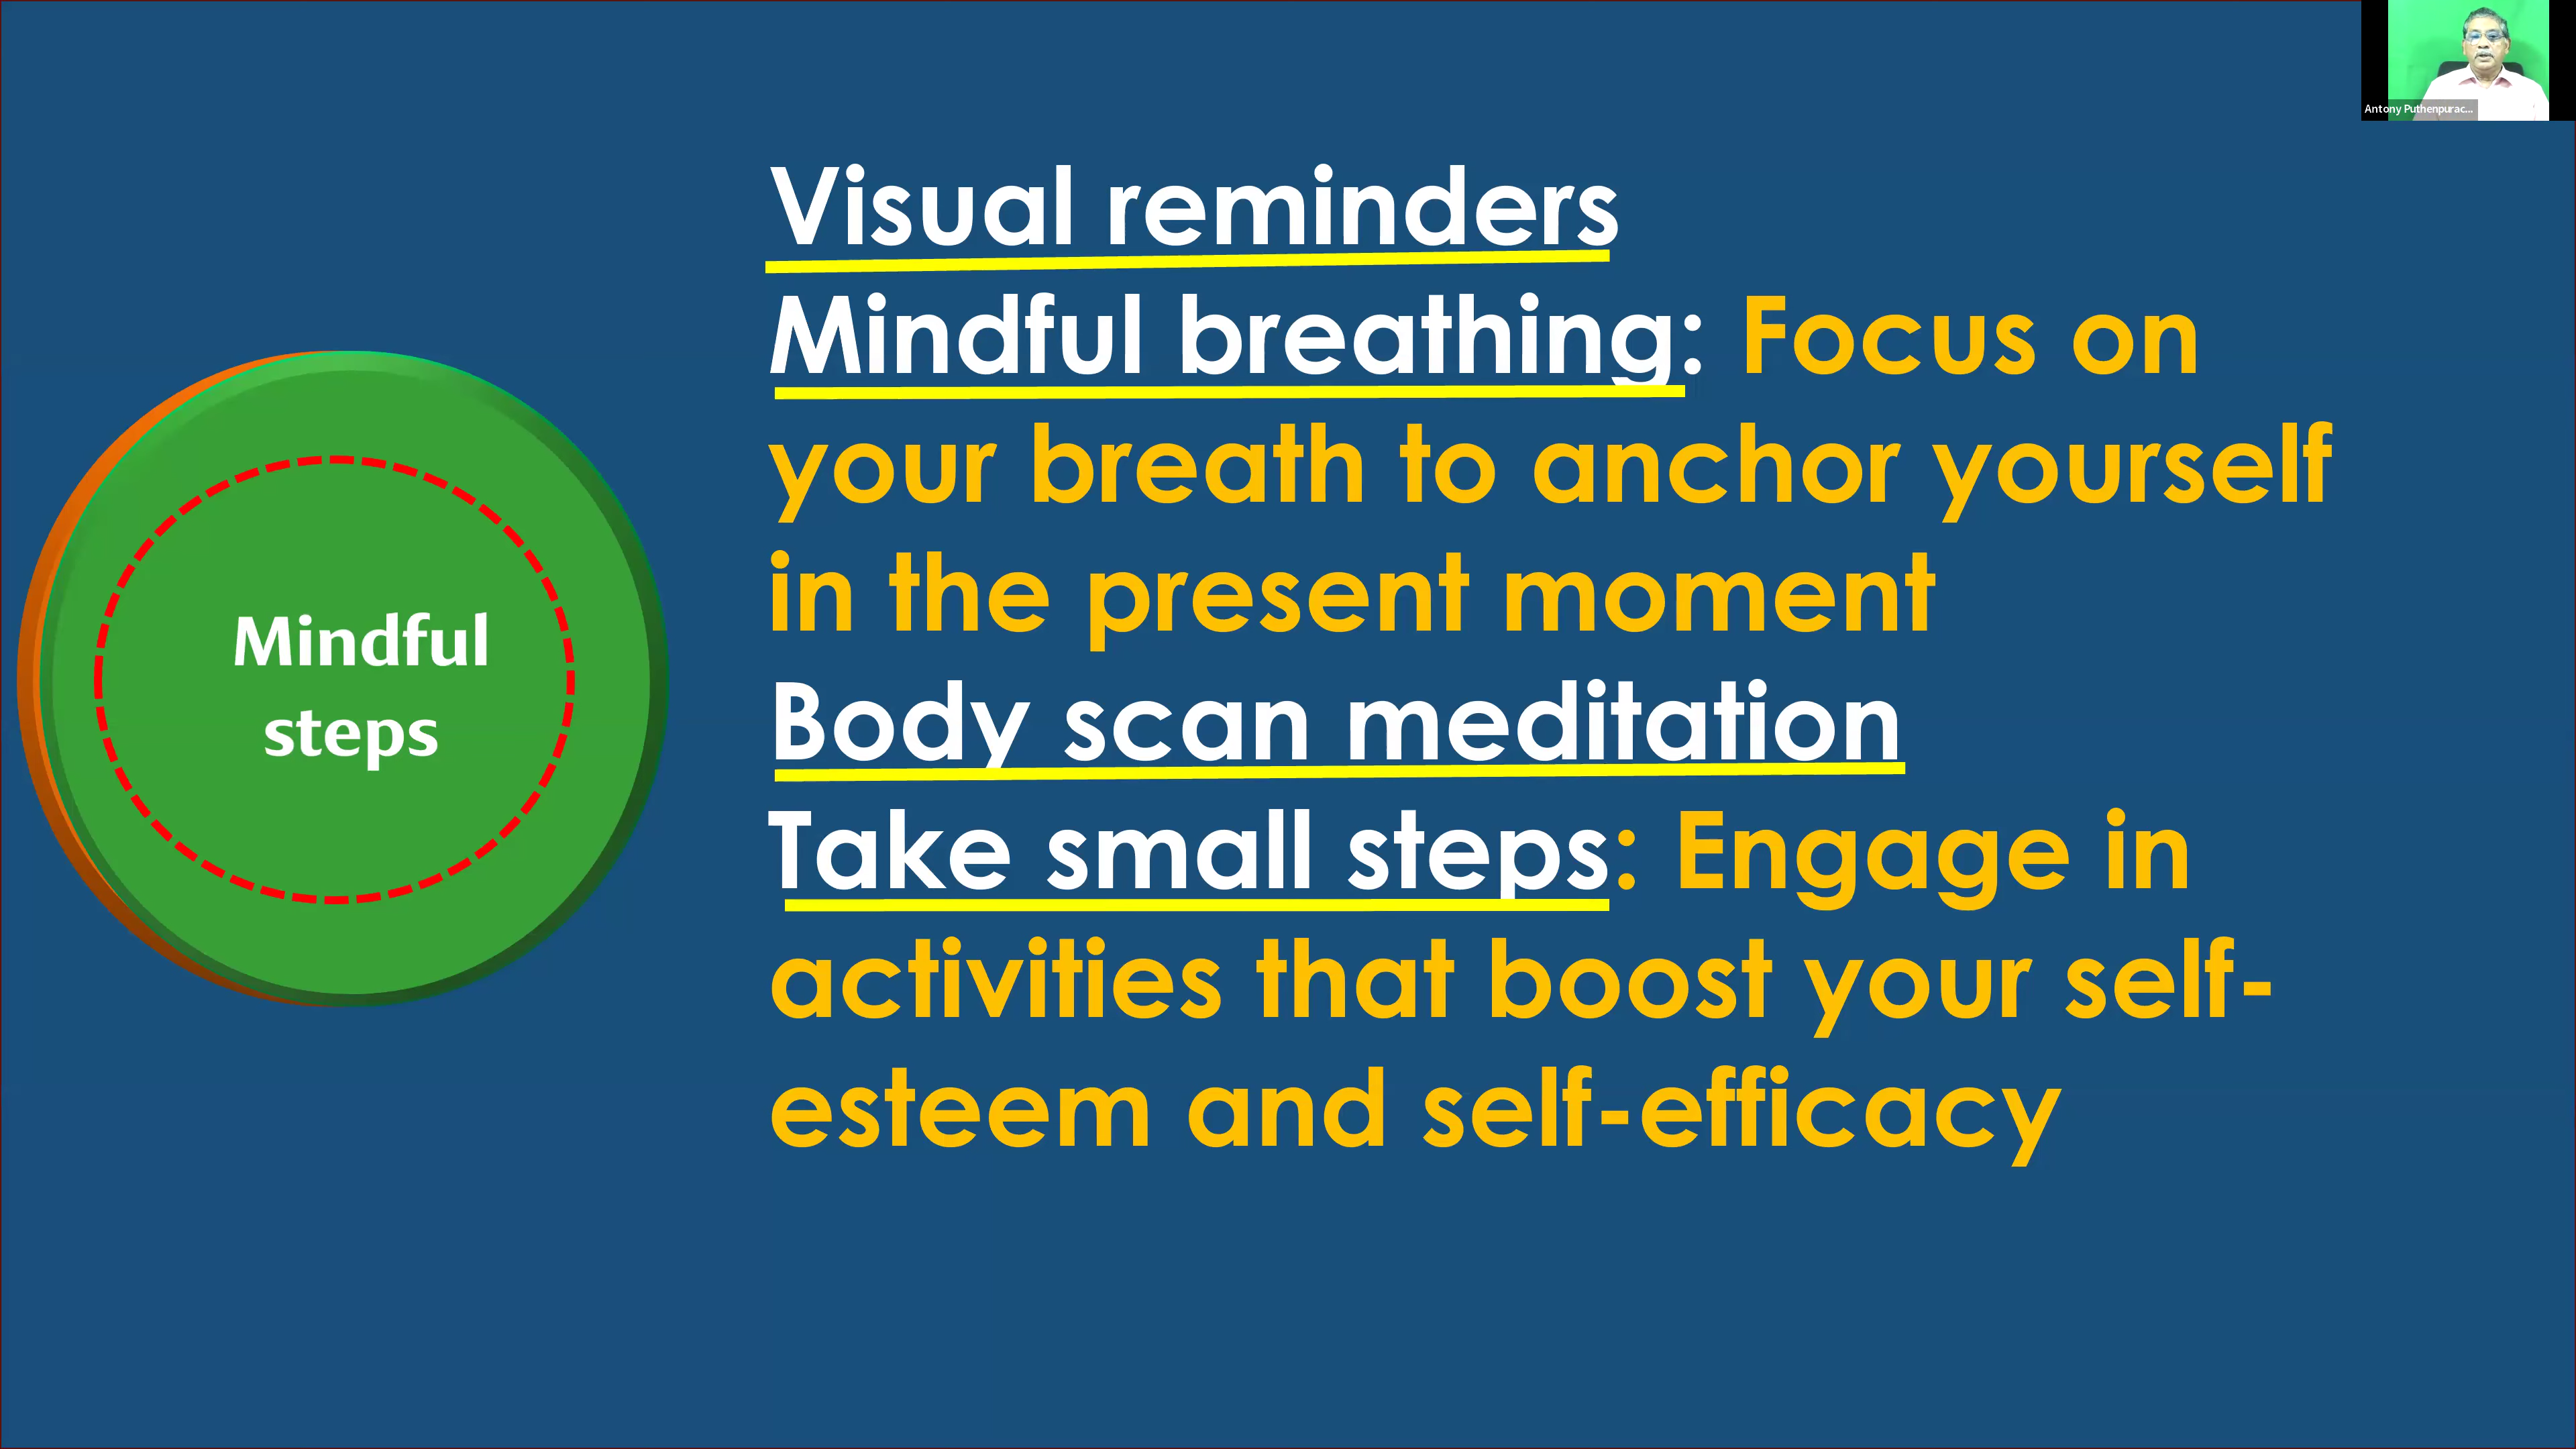 Antony Puthenpurac...
Visual reminders
Mindful breathing: Focus on
your breath to anchor yourself
in the present moment
Body scan meditation
Take small steps: Engage in
activities that boost your self-
esteem and self-efficacy
Mindful
steps